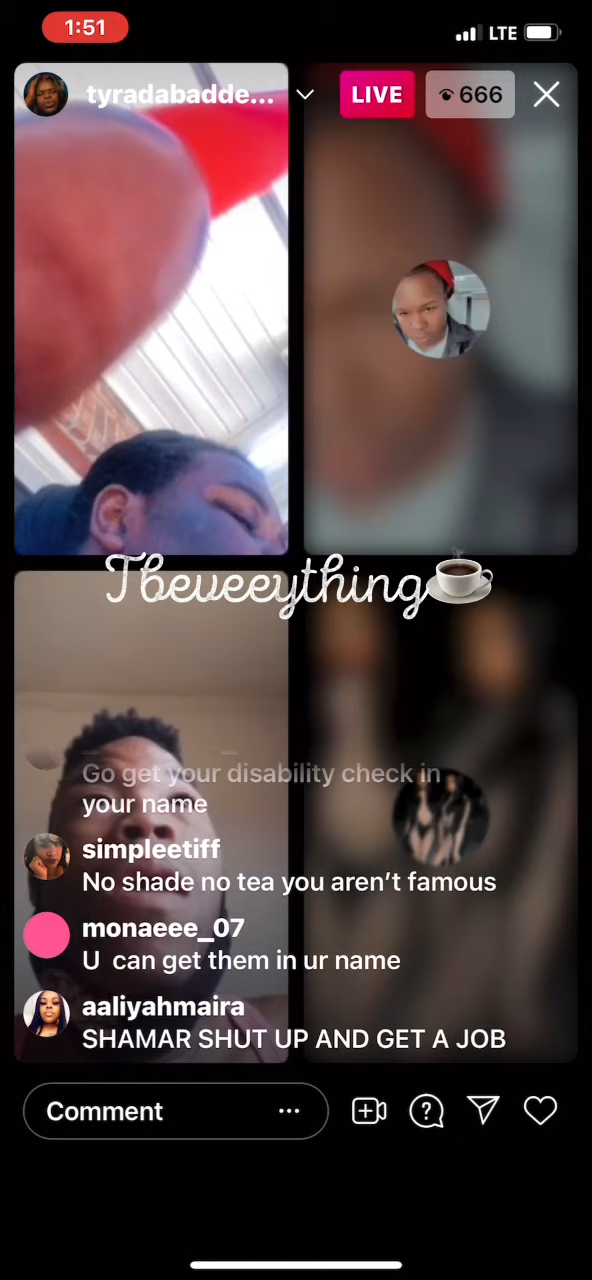 1:51
LTE
tyradabadde...
LIVE
666
Tbeveeything
Go get your disability check in
your name
simpleetiff
No shade no tea you aren't famous
monaeee_07
U can get them in ur name
aaliyahmaira
SHAMAR SHUT UP AND GET A JOB
Comment